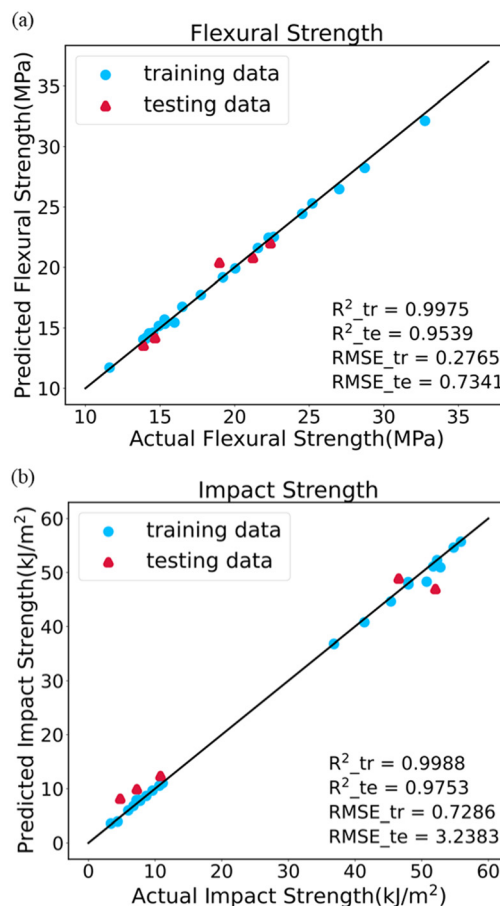 (a)
Flexural Strength
training data
testing data
Predicted Flexural Strength(MPa)
35
30
25
20
15
10
R²_tr = 0.9975
R²_te = 0.9539
RMSE_tr = 0.2765
RMSE_te = 0.7341
10 15 20 25 30 35
Actual Flexural Strength(MPa)
(b)
Impact Strength
training data
testing data
Predicted Impact Strength(kJ/m²)
60
50
40
30
20
10
0
R²_tr = 0.9988
R²_te = 0.9753
RMSE_tr = 0.7286
RMSE_te = 3.2383
0 10 20 30 40 50 60
Actual Impact Strength(kJ/m²)